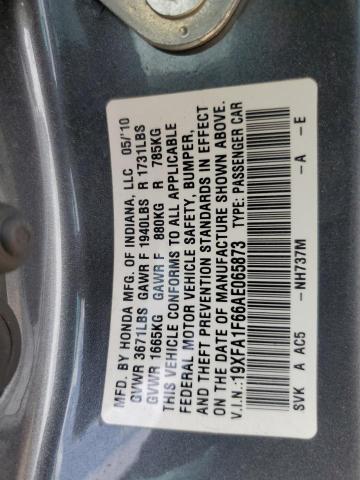 MFD. BY HONDA MFG. OF INDIANA, LLC 05/'10
GVWR 3671LBS GAWR F 1940LBS R 1731LBS
GVWR 1665KG GAWR F 880KG R 785KG
THIS VEHICLE CONFORMS TO ALL APPLICABLE
FEDERAL MOTOR VEHICLE SAFETY, BUMPER,
AND THEFT PREVENTION STANDARDS IN EFFECT
ON THE DATE OF MANUFACTURE SHOWN ABOVE.
V.I.N.: 19XFA1F66AE065873 TYPE: PASSENGER CAR
SVK A AC5 -NH737M -A -E